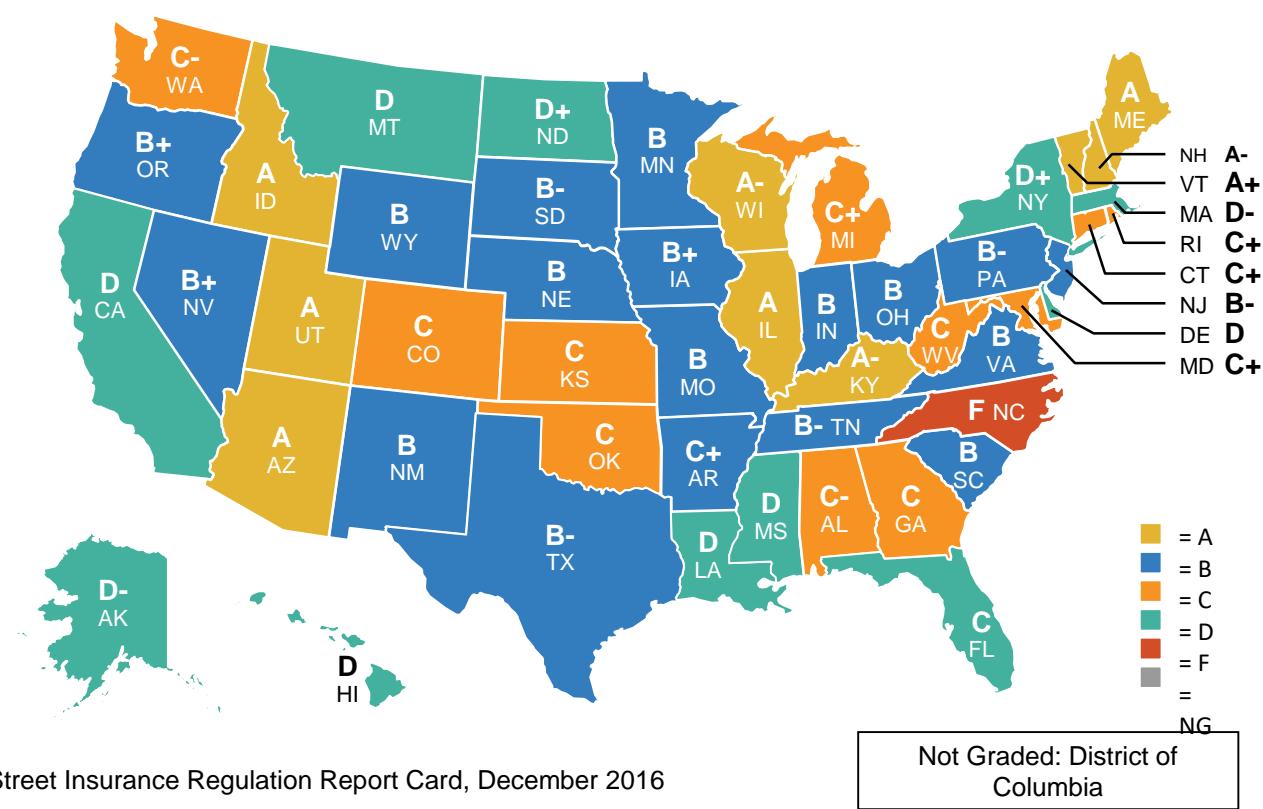 C-
WA
B+
OR
A
ID
D
MT
D+
ND
B
MN
A-
WI
C+
MI
D+
NY
A
ME
NH A-
VT A+
MA D-
RI C+
CT C+
NJ B-
DE D
MD C+
D
CA
B+
NV
A
UT
B
WY
B-
SD
B
NE
B+
IA
A
IL
B
IN
B
OH
B-
PA
C
WV
B
VA
A-
KY
C
CO
C
KS
B
MO
B- TN
F NC
B
SC
A
AZ
B
NM
C
OK
C+
AR
B-
TX
D
LA
D
MS
C-
AL
C
GA
C
FL
D-
AK
D
HI
= A
= B
= C
= D
= F
=
NG
Not Graded: District of
Columbia
Street Insurance Regulation Report Card, December 2016